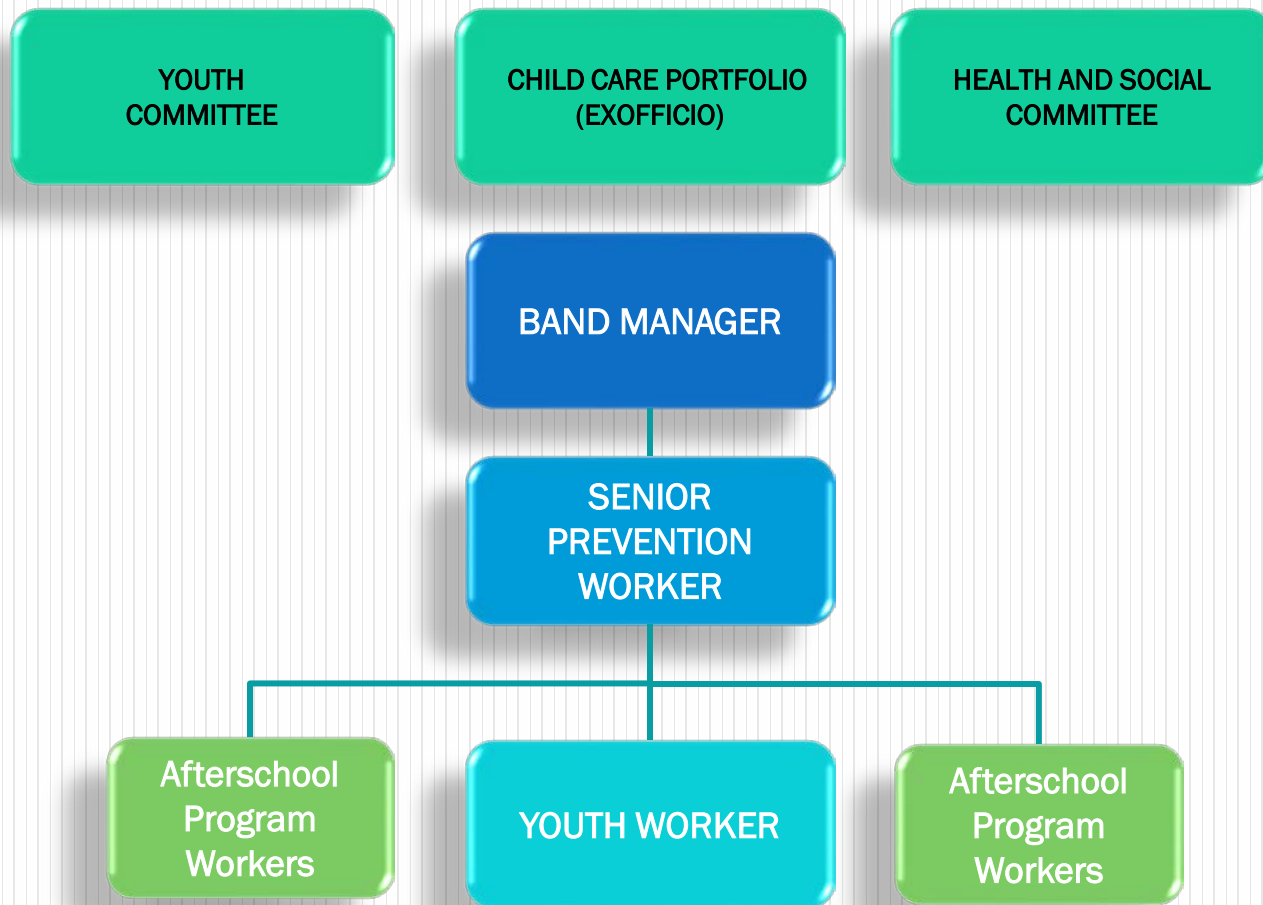 YOUTH
COMMITTEE
CHILD CARE PORTFOLIO
(EXOFFICIO)
HEALTH AND SOCIAL
COMMITTEE
BAND MANAGER
SENIOR
PREVENTION
WORKER
Afterschool
Program
Workers
YOUTH WORKER
Afterschool
Program
Workers